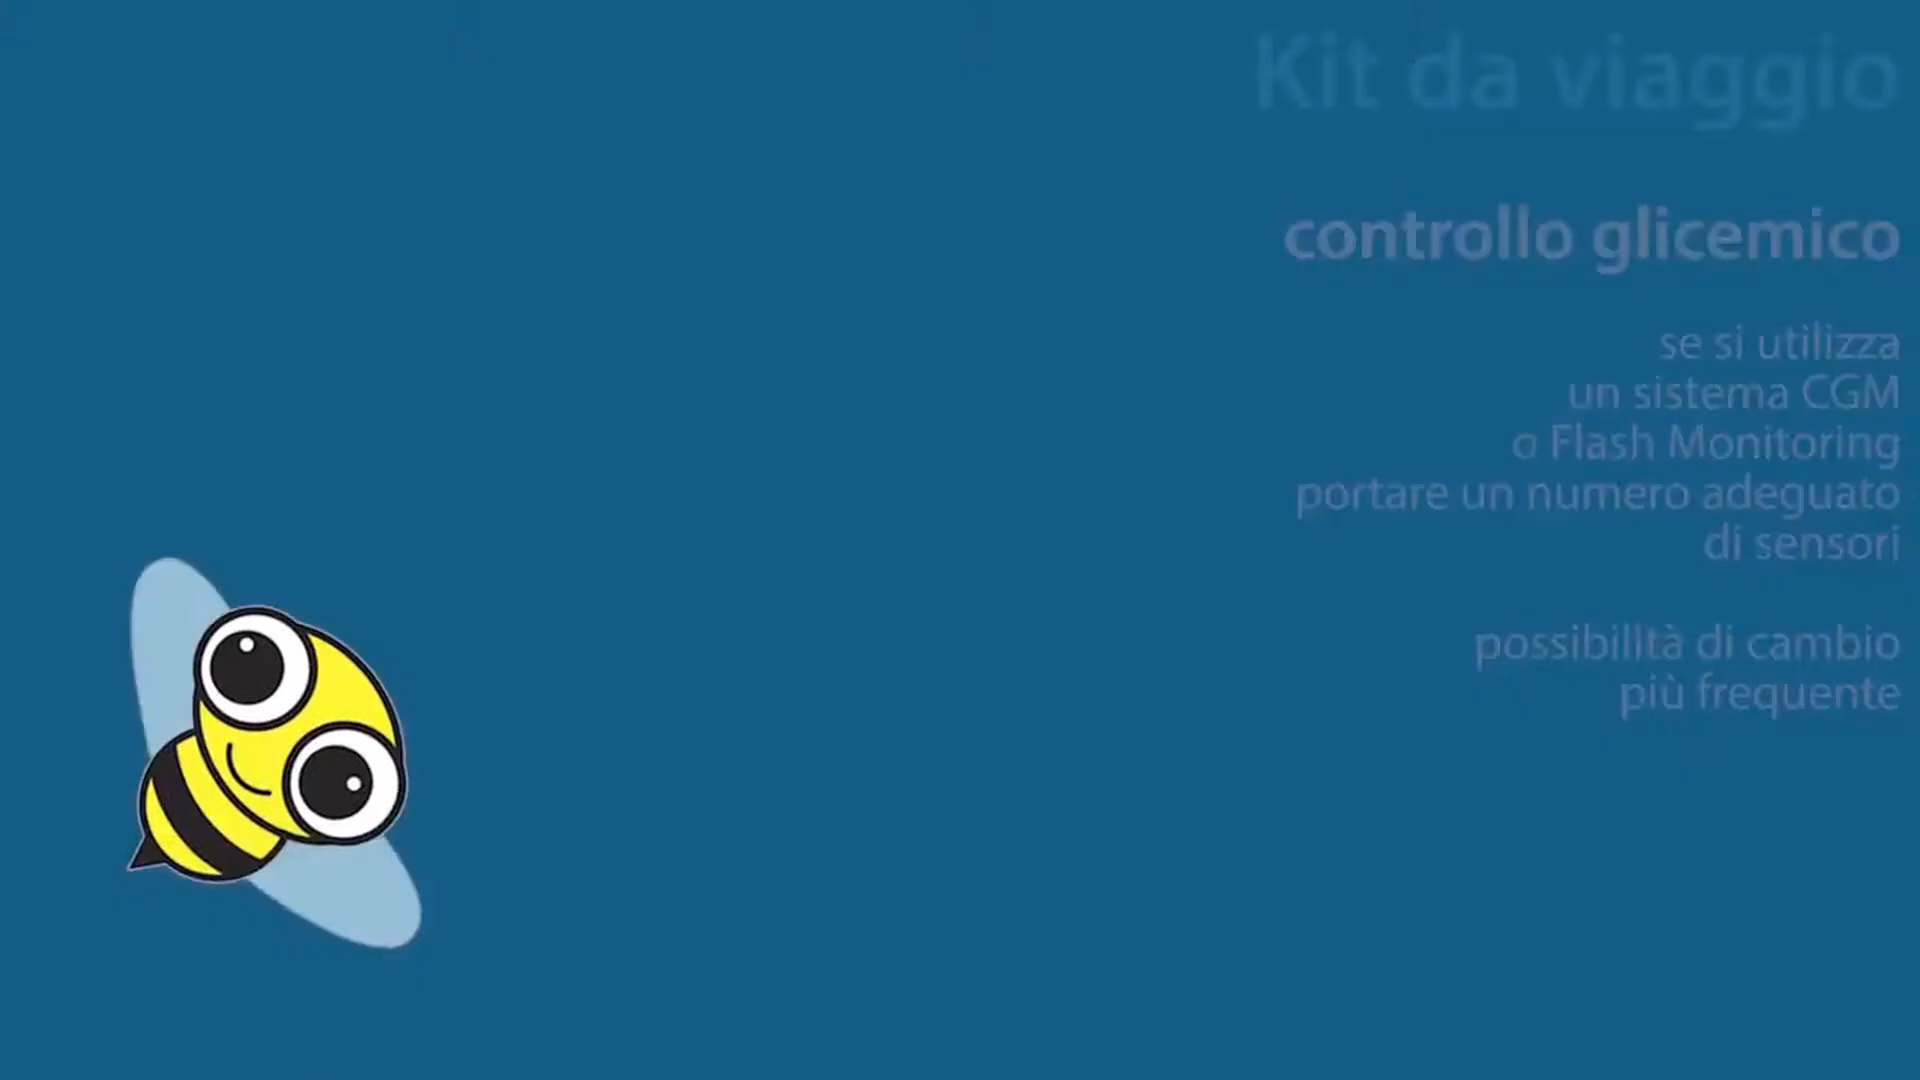 Kit da viaggio
controllo glicemico
se si utilizza
un sistema CGM
o Flash Monitoring
portare un numero adeguato
di sensori
possibilità di cambio
più frequente